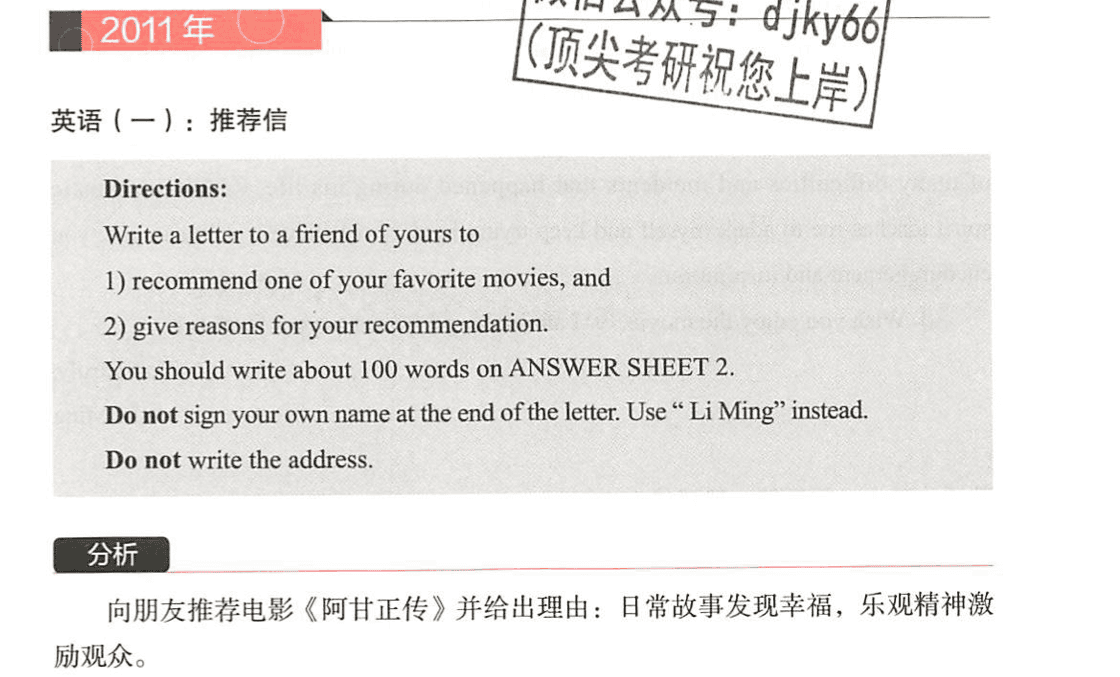 微信公众号：djky66
（顶尖考研祝您上岸）
2011 年
英语（一）：推荐信
Directions:
Write a letter to a friend of yours to
1) recommend one of your favorite movies, and
2) give reasons for your recommendation.
You should write about 100 words on ANSWER SHEET 2.
Do not sign your own name at the end of the letter. Use “ Li Ming” instead.
Do not write the address.
分析
向朋友推荐电影《阿甘正传》并给出理由：日常故事发现幸福，乐观精神激
励观众。